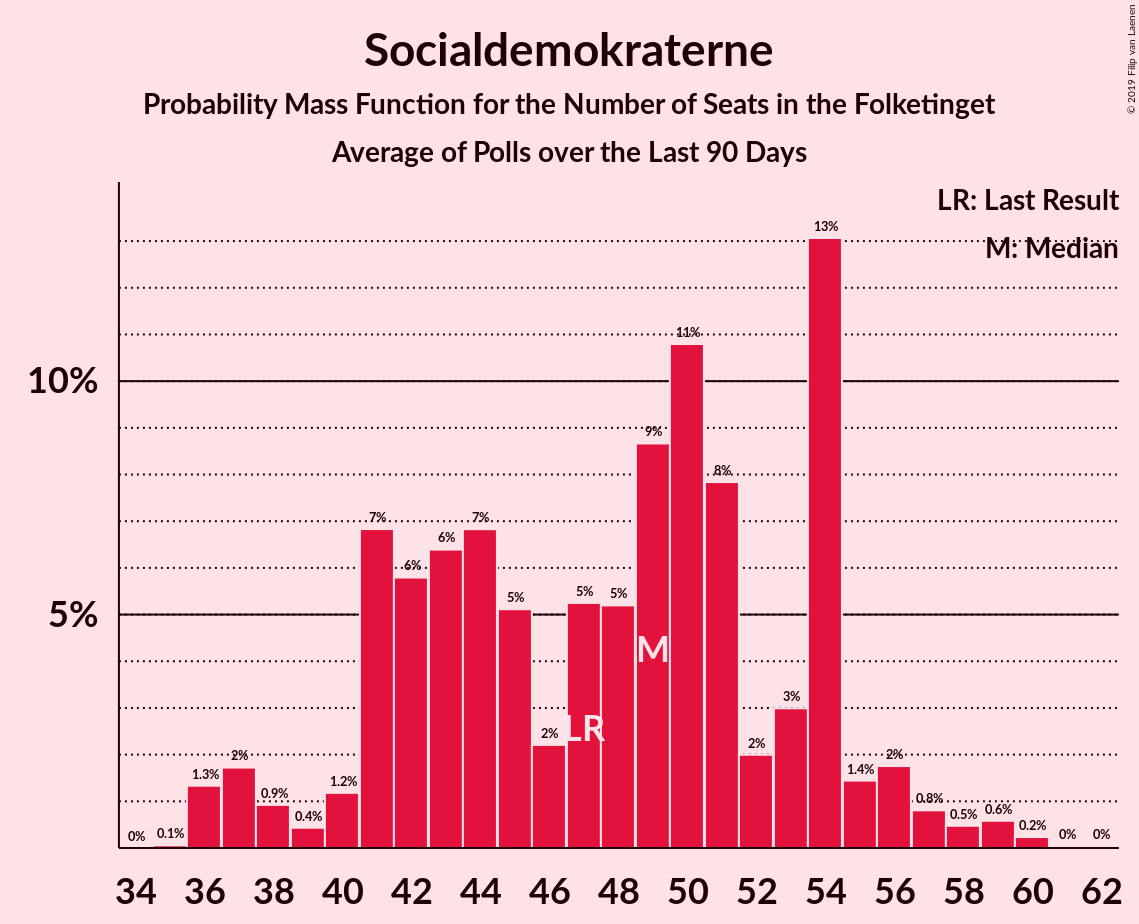 Socialdemokraterne
Probability Mass Function for the Number of Seats in the Folketinget
Average of Polls over the Last 90 Days
© 2019 Filip van Laenen
LR: Last Result
M: Median
10%
5%
0% 0.1% 1.3% 2% 0.9% 0.4% 1.2% 7% 6% 6% 7% 5% 2% 5% 5% 9% 11% 8% 2% 3% 13% 1.4% 2% 0.8% 0.5% 0.6% 0.2% 0% 0%
LR
M
34 36 38 40 42 44 46 48 50 52 54 56 58 60 62